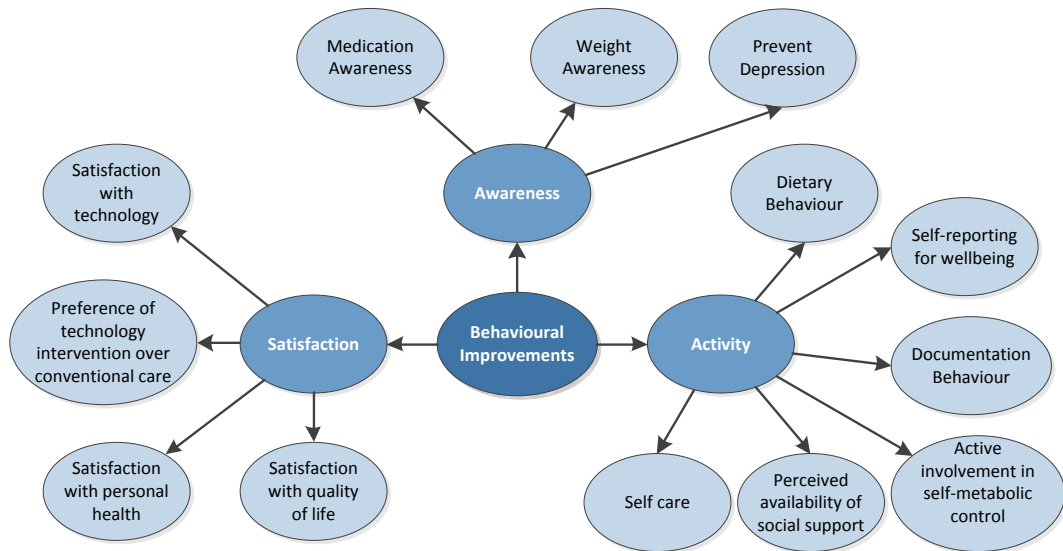 Medication
Awareness
Weight
Awareness
Prevent
Depression
Satisfaction
with
technology
Awareness
Dietary
Behaviour
Self-reporting
for wellbeing
Preference of
technology
intervention over
conventional care
Satisfaction
Behavioural
Improvements
Activity
Documentation
Behaviour
Satisfaction
with personal
health
Satisfaction
with quality
of life
Self care
Perceived
availability of
social support
Active
involvement in
self-metabolic
control